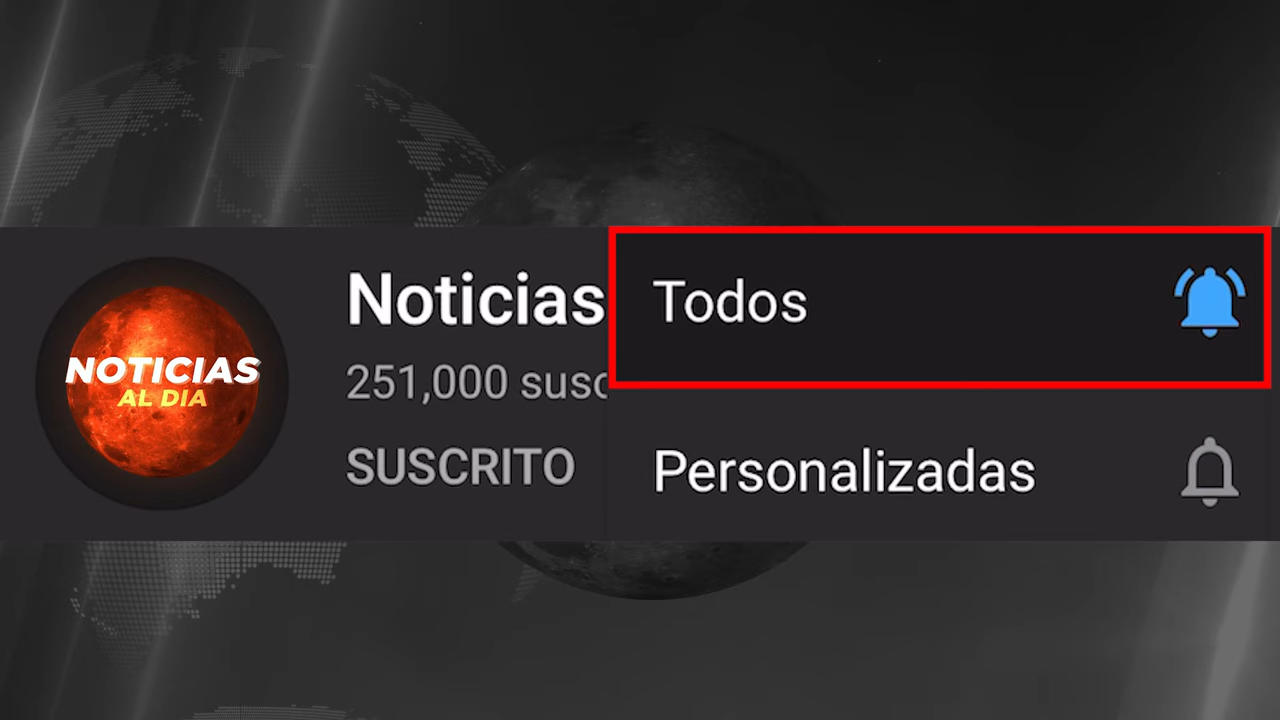 NOTICIAS
AL DIA
Noticias
251,000 susc
SUSCRITO
Todos
Personalizadas